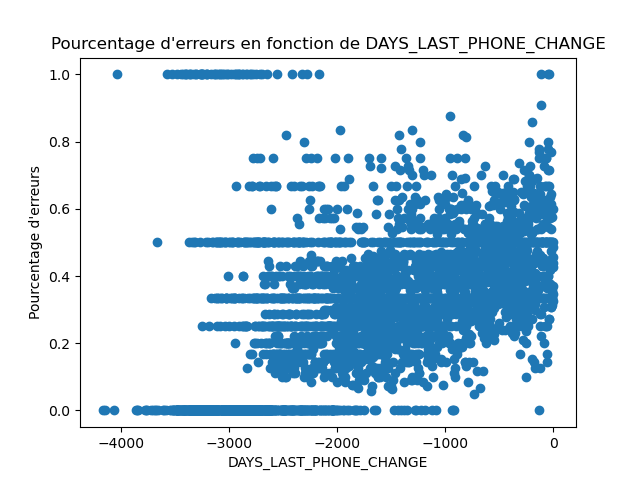 Pourcentage d'erreurs en fonction de DAYS_LAST_PHONE_CHANGE
1.0
0.8
0.6
0.4
0.2
0.0
Pourcentage d'erreurs
−4000 −3000 −2000 −1000 0
DAYS_LAST_PHONE_CHANGE